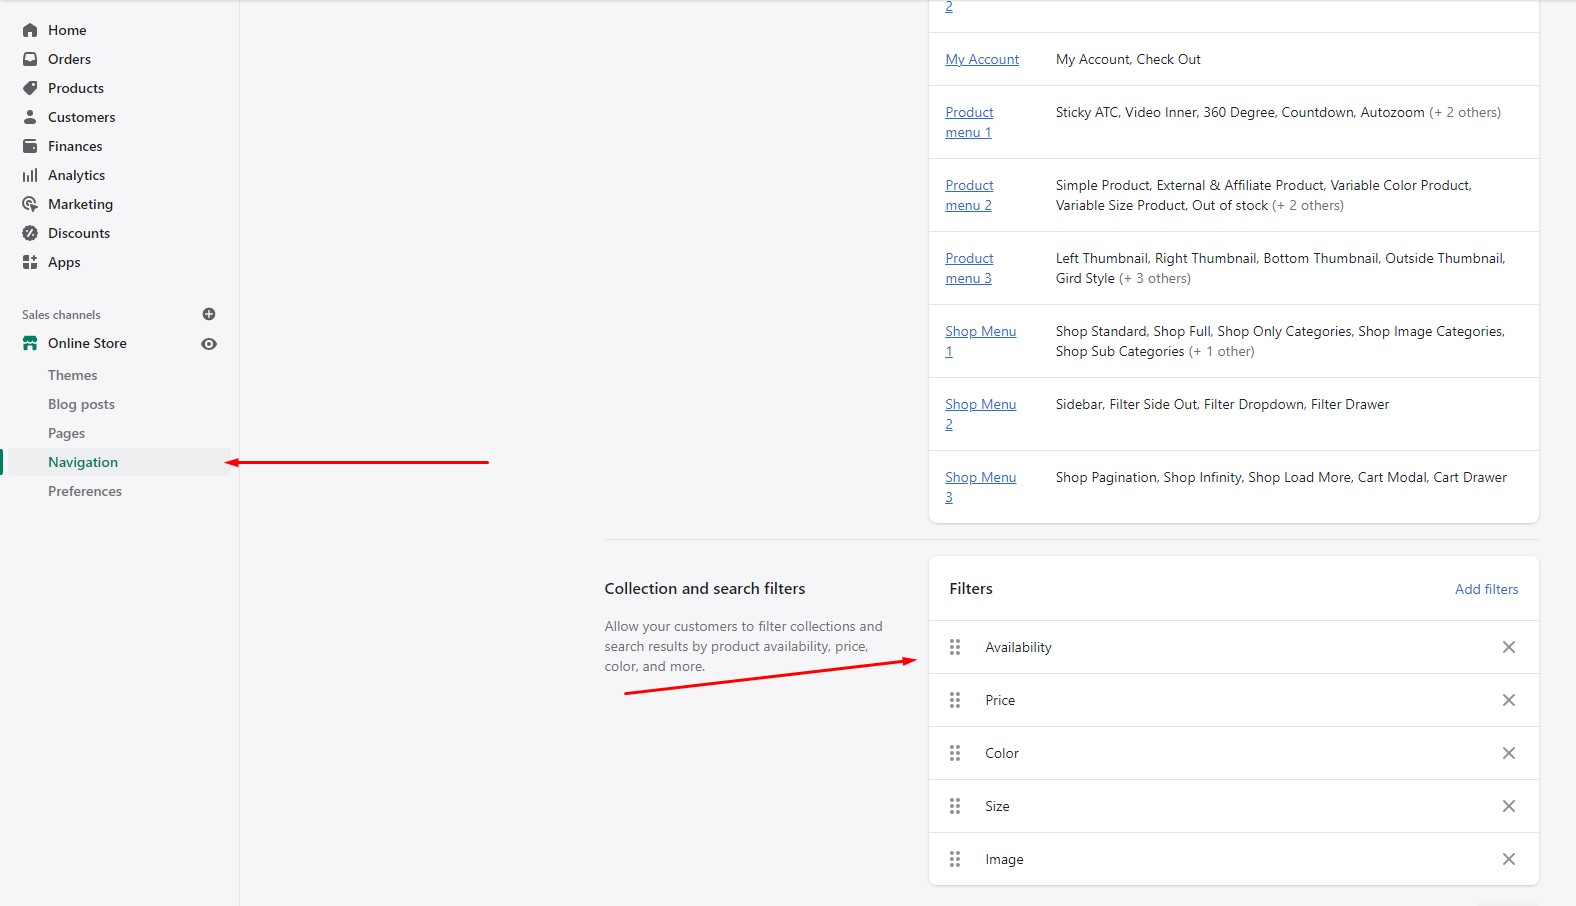 Home
Orders
Products
Customers
Finances
Analytics
Marketing
Discounts
Apps
Sales channels
Online Store
Themes
Blog posts
Pages
Navigation
Preferences
2
My Account
My Account, Check Out
Product
menu 1
Sticky ATC, Video Inner, 360 Degree, Countdown, Autozoom (+ 2 others)
Product
menu 2
Simple Product, External & Affiliate Product, Variable Color Product,
Variable Size Product, Out of stock (+ 2 others)
Product
menu 3
Left Thumbnail, Right Thumbnail, Bottom Thumbnail, Outside Thumbnail,
Gird Style (+ 3 others)
Shop Menu
1
Shop Standard, Shop Full, Shop Only Categories, Shop Image Categories,
Shop Sub Categories (+ 1 other)
Shop Menu
2
Sidebar, Filter Side Out, Filter Dropdown, Filter Drawer
Shop Menu
3
Shop Pagination, Shop Infinity, Shop Load More, Cart Modal, Cart Drawer
Collection and search filters
Allow your customers to filter collections and
search results by product availability, price,
color, and more.
Filters
Add filters
Availability
Price
Color
Size
Image